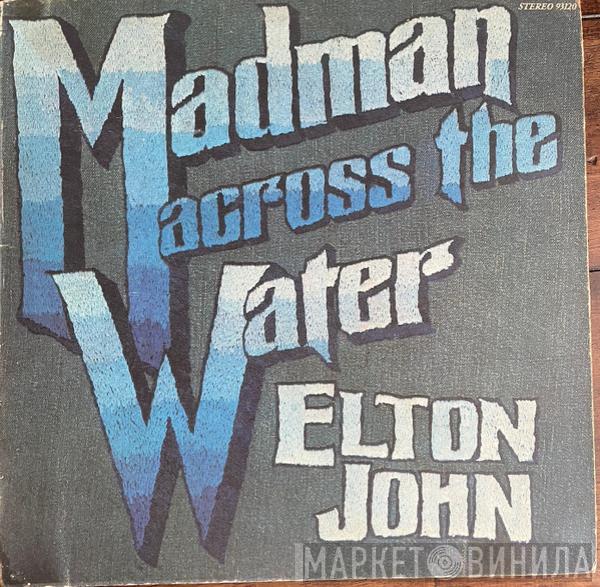 STEREO 93120
Madman
across the
Water
ELTON
JOHN
МАРКЕТ ВИНИЛА